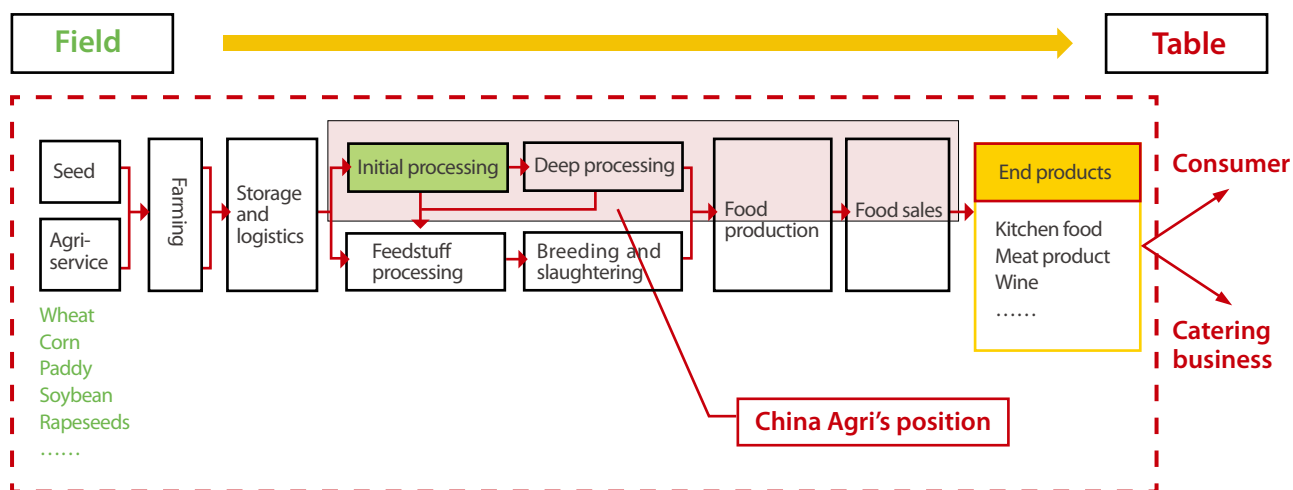 Field
Table
Seed
Agri-
service
Farming
Storage
and
logistics
Initial processing
Deep processing
Feedstuff
processing
Breeding and
slaughtering
Food
production
Food sales
End products
Kitchen food
Meat product
Wine
……
Consumer
Catering
business
Wheat
Corn
Paddy
Soybean
Rapeseeds
……
China Agri’s position